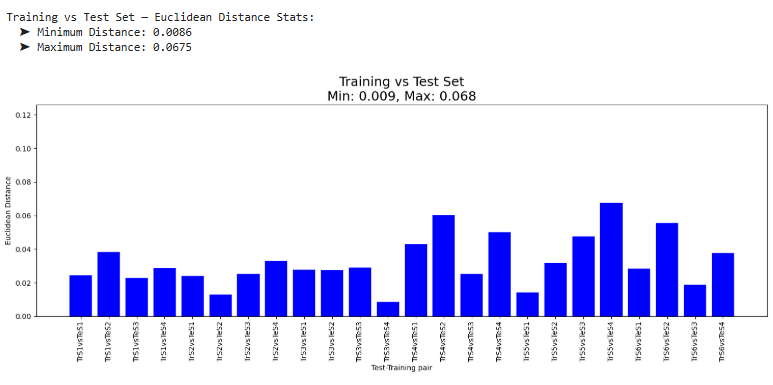 Training vs Test Set — Euclidean Distance Stats:
➤ Minimum Distance: 0.0086
➤ Maximum Distance: 0.0675
Training vs Test Set
Min: 0.009, Max: 0.068
0.12
0.10
0.08
0.06
0.04
0.02
0.00
Euclidean Distance
TrS1vsTeS1
TrS1vsTeS2
TrS1vsTeS3
TrS1vsTeS4
TrS2vsTeS1
TrS2vsTeS2
TrS2vsTeS3
TrS2vsTeS4
TrS3vsTeS1
TrS3vsTeS2
TrS3vsTeS3
TrS3vsTeS4
TrS4vsTeS1
TrS4vsTeS2
TrS4vsTeS3
TrS4vsTeS4
TrS5vsTeS1
TrS5vsTeS2
TrS5vsTeS3
TrS5vsTeS4
TrS6vsTeS1
TrS6vsTeS2
TrS6vsTeS3
TrS6vsTeS4
Test-Training pair